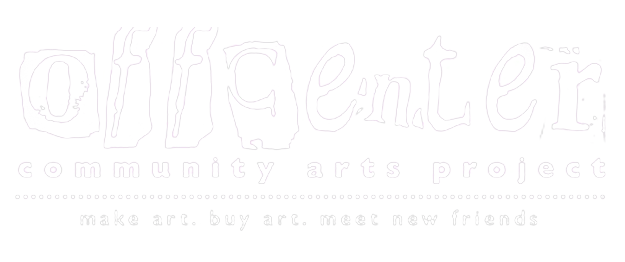 offcenter
community arts project
make art. buy art. meet new friends